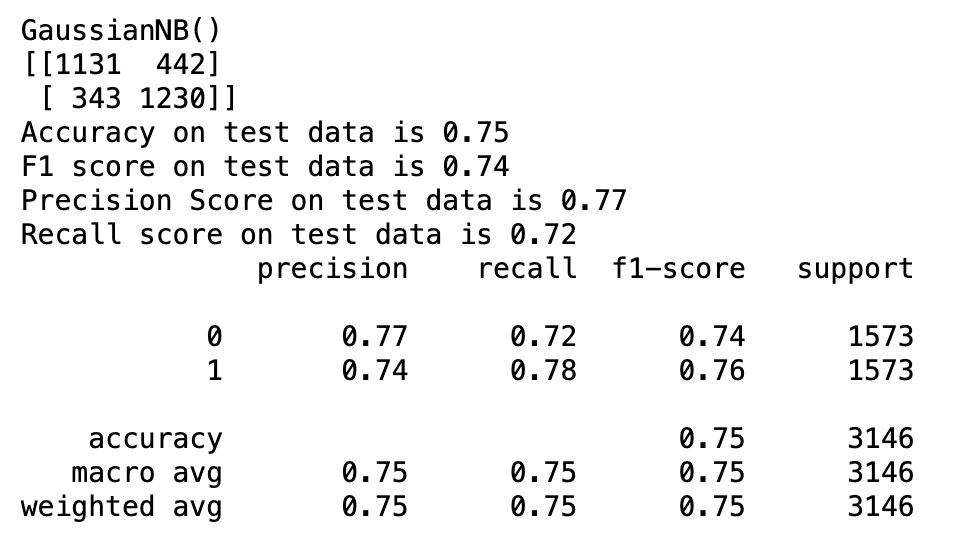 GaussianNB()
[[1131  442]
 [ 343 1230]]
Accuracy on test data is 0.75
F1 score on test data is 0.74
Precision Score on test data is 0.77
Recall score on test data is 0.72
              precision    recall  f1-score   support

           0       0.77      0.72      0.74      1573
           1       0.74      0.78      0.76      1573

    accuracy                           0.75      3146
   macro avg       0.75      0.75      0.75      3146
weighted avg       0.75      0.75      0.75      3146